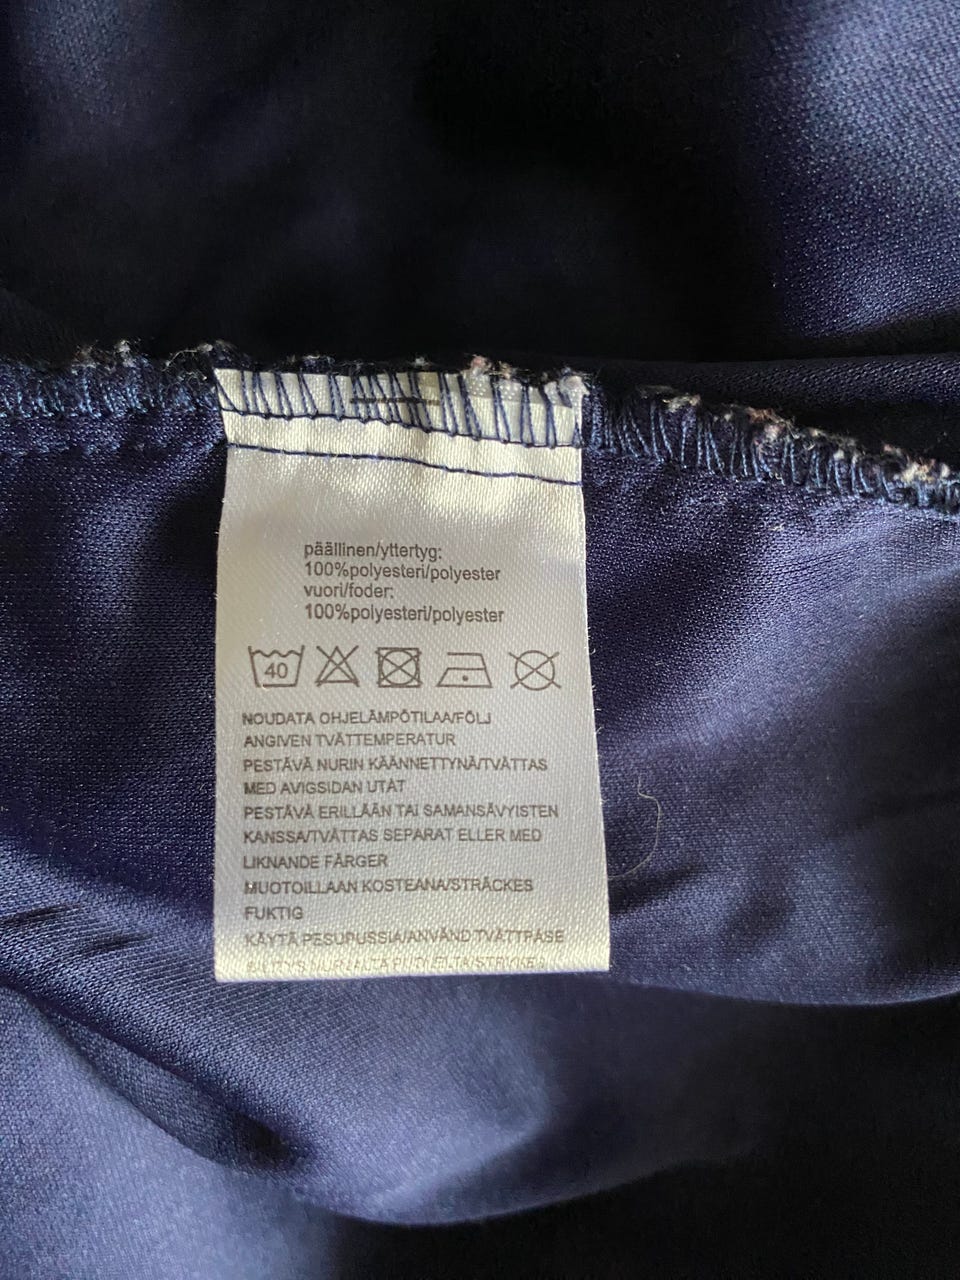 päällinen/yttertyg:
100%polyesteri/polyester
vuori/foder:
100%polyesteri/polyester
40
NOUDATA OHJELÄMPÖTILAA/FÖLJ
ANGIVEN TVÄTTEMPERATUR
PESTÄVÄ NURIN KÄÄNNETTYNÄ/TVÄTTAS
MED AVIGSIDAN UTÅT
PESTÄVÄ ERILLÄÄN TAI SAMANSÄVYISTEN
KANSSA/TVÄTTAS SEPARAT ELLER MED
LIKNANDE FÄRGER
MUOTOILLAAN KOSTEANA/STRÄCKES
FUKTIG
KÄYTÄ PESUPUSSIA/ANVÄND TVÄTTPÅSE